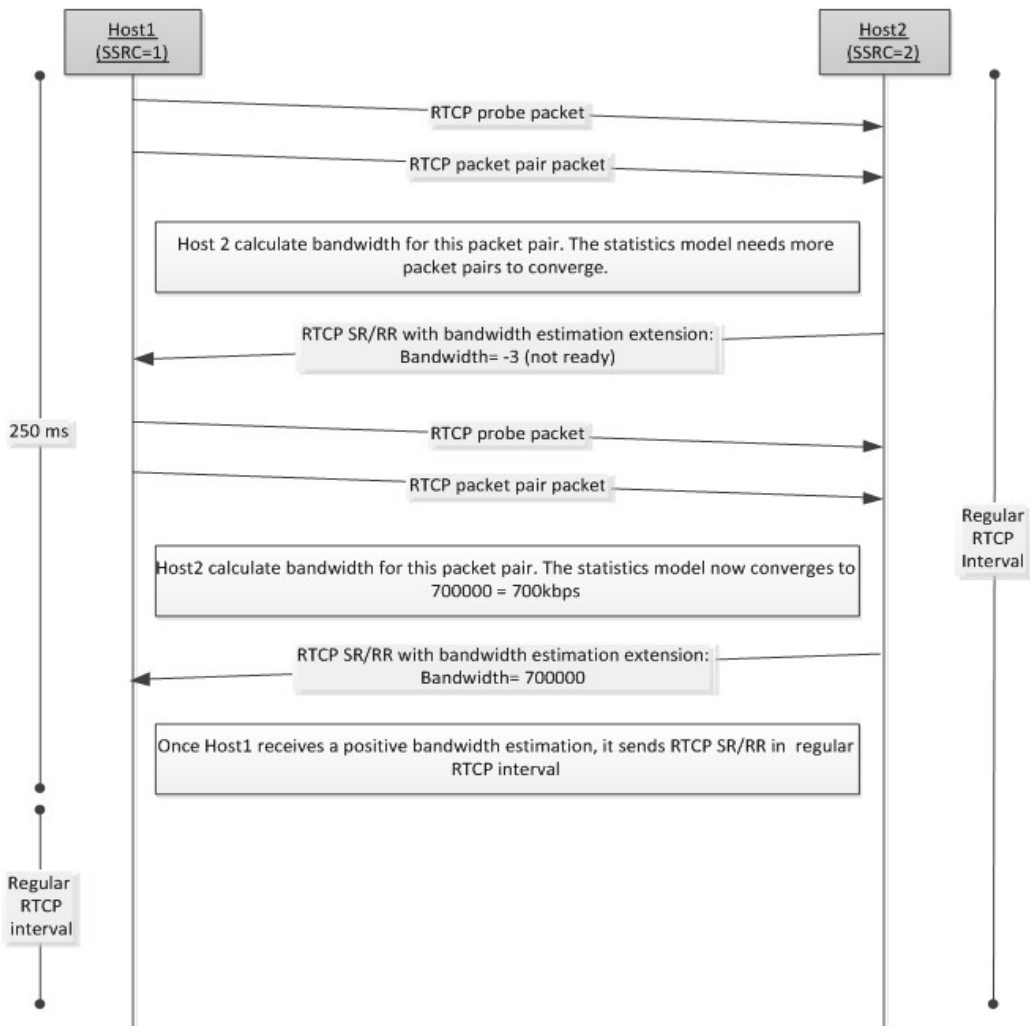 Host1
(SSRC=1)
Host2
(SSRC=2)
RTCP probe packet
RTCP packet pair packet
Host 2 calculate bandwidth for this packet pair. The statistics model needs more
packet pairs to converge.
RTCP SR/RR with bandwidth estimation extension:
Bandwidth= -3 (not ready)
250 ms
RTCP probe packet
RTCP packet pair packet
Regular
RTCP
Interval
Host2 calculate bandwidth for this packet pair. The statistics model now converges to
700000 = 700kbps
RTCP SR/RR with bandwidth estimation extension:
Bandwidth= 700000
Once Host1 receives a positive bandwidth estimation, it sends RTCP SR/RR in  regular
RTCP interval
Regular
RTCP
interval